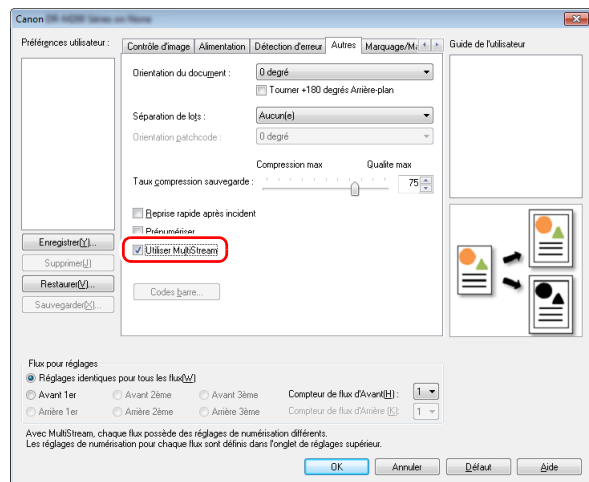 Canon
Préférences utilisateur :
Contrôle d'image
Alimentation
Détection d'erreur
Autres
Marquage/Ma
Guide de l'utilisateur
Orientation du document :
0 degré
Tourner +180 degrés Arrière-plan
Séparation de lots :
Aucun(e)
Orientation patchcode :
0 degré
Compression max
Qualite max
Taux compression sauvegarde :
75
Reprise rapide après incident
Prénumériser
Utiliser MultiStream
Codes barre...
Enregistrer(Y)...
Supprimer(J)
Restaurer(V)...
Sauvegarder(X)...
Flux pour réglages
Réglages identiques pour tous les flux(W)
Avant 1er
Avant 2ème
Avant 3ème
Compteur de flux d'Avant(H) :
1
Arrière 1er
Arrière 2ème
Arrière 3ème
Compteur de flux d'Arrière (K):
1
Avec MultiStream, chaque flux possède des réglages de numérisation différents.
Les réglages de numérisation pour chaque flux sont définis dans l'onglet de réglages supérieur.
OK
Annuler
Défaut
Aide